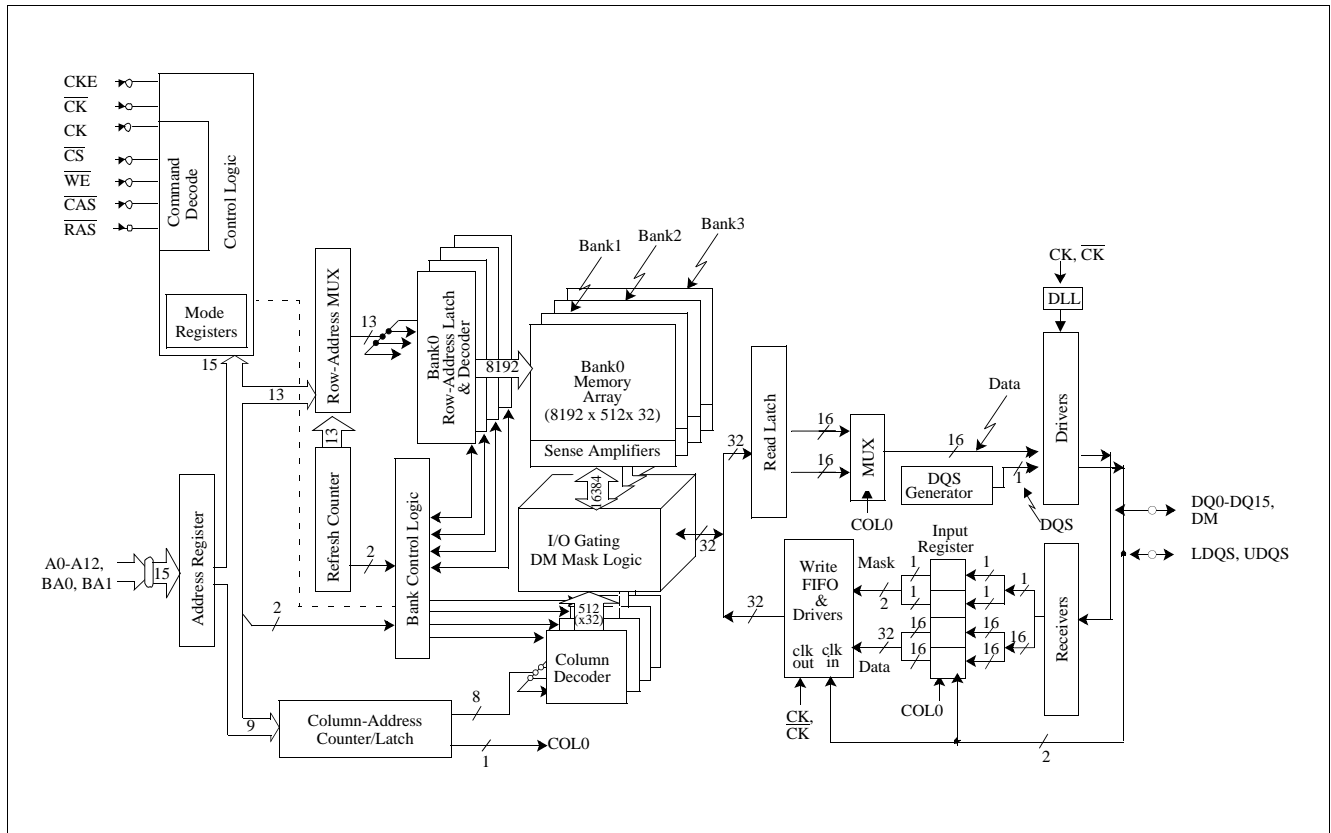 CKE
CK
CK
CS
WE
CAS
RAS
Command
Decode
Control Logic
Mode
Registers
15
13
Row-Address MUX
13
Refresh Counter
13
Bank0
Row-Address Latch
& Decoder
8192
Bank1
Bank2
Bank3
Bank0
Memory
Array
(8192 x 512x 32)
Sense Amplifiers
16384
I/O Gating
DM Mask Logic
2
Bank Control Logic
A0-A12,
BA0, BA1
15
Address Register
2
9
Column-Address
Counter/Latch
8
1
COL0
512
(x32)
Column
Decoder
32
32
32
Read Latch
16
16
MUX
COL0
16
Data
DQS
Generator
1
DQS
CK, CK
DLL
Drivers
DQ0-DQ15,
DM
LDQS, UDQS
Input
Register
Write
FIFO
&
Drivers
clk
out
clk
in
Mask
1
2
1
32
16
16
Data
1
1
1
16
16
16
Receivers
COL0
CK,
CK
2